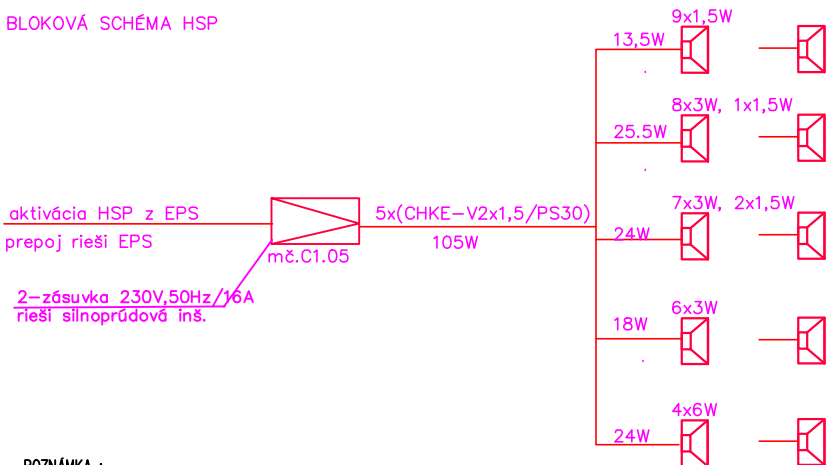 BLOKOVÁ SCHÉMA HSP
9x1,5W
13,5W
8x3W, 1x1,5W
25.5W
7x3W, 2x1,5W
24W
aktivácia HSP z EPS
prepoj rieši EPS
5x(CHKE-V2x1,5/PS30)
105W
mč.C1.05
2-zásuvka 230V,50Hz/16A
rieši silnoprúdová inš.
6x3W
18W
4x6W
24W
POZNÁMKA :